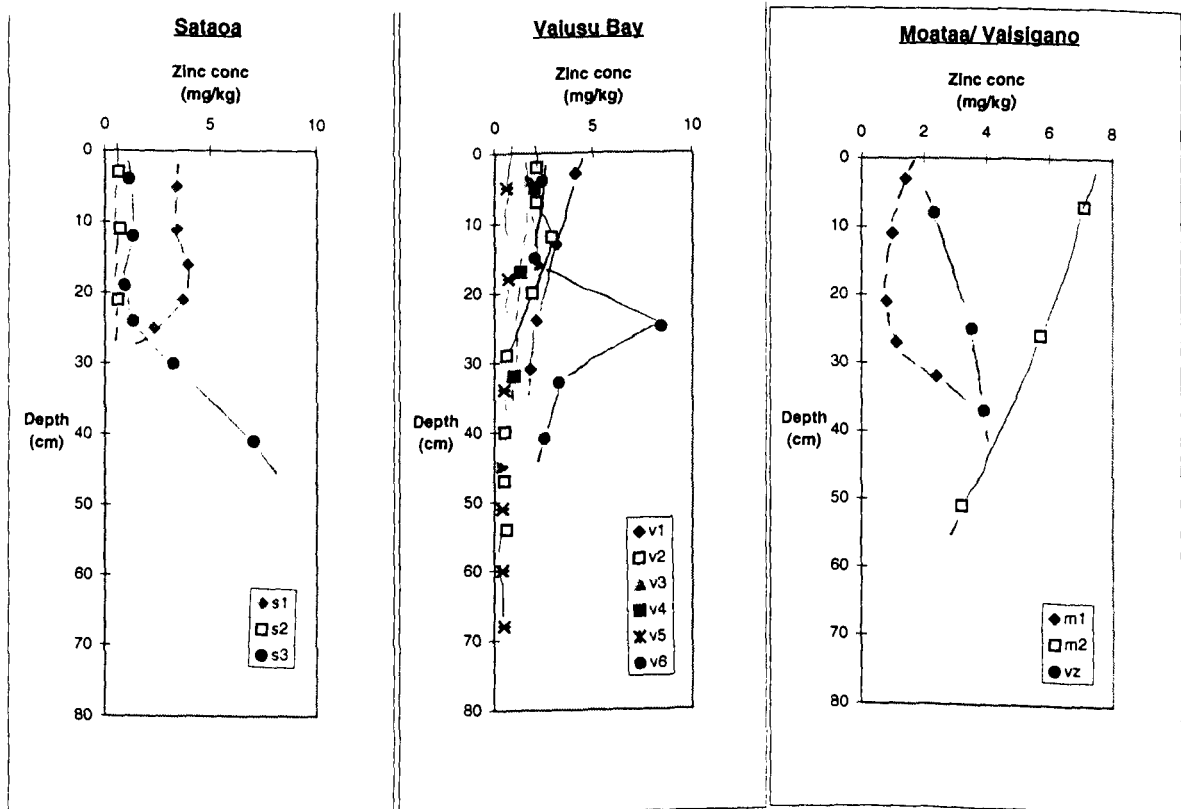 Sataoa
Zinc conc
(mg/kg)
0 5 10
0
10
20
30
Depth
(cm)
40
50
60
70
80
s1
s2
s3
Vaiusu Bay
Zinc conc
(mg/kg)
0 5 10
0
10
20
30
Depth
(cm)
40
50
60
70
80
v1
v2
v3
v4
v5
v6
Moataa/ Vaisigano
Zinc conc
(mg/kg)
0 2 4 6 8
0
10
20
30
Depth
(cm)
40
50
60
70
80
m1
m2
vz